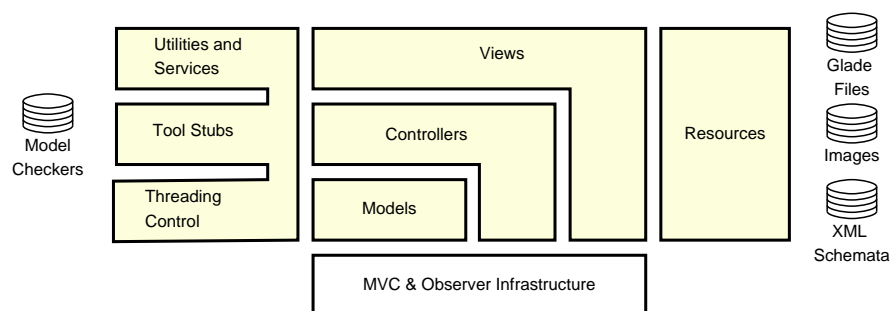 Utilities and
Services
Views
Glade
Files
Model
Checkers
Tool Stubs
Controllers
Resources
Images
Threading
Control
Models
XML
Schemata
MVC & Observer Infrastructure